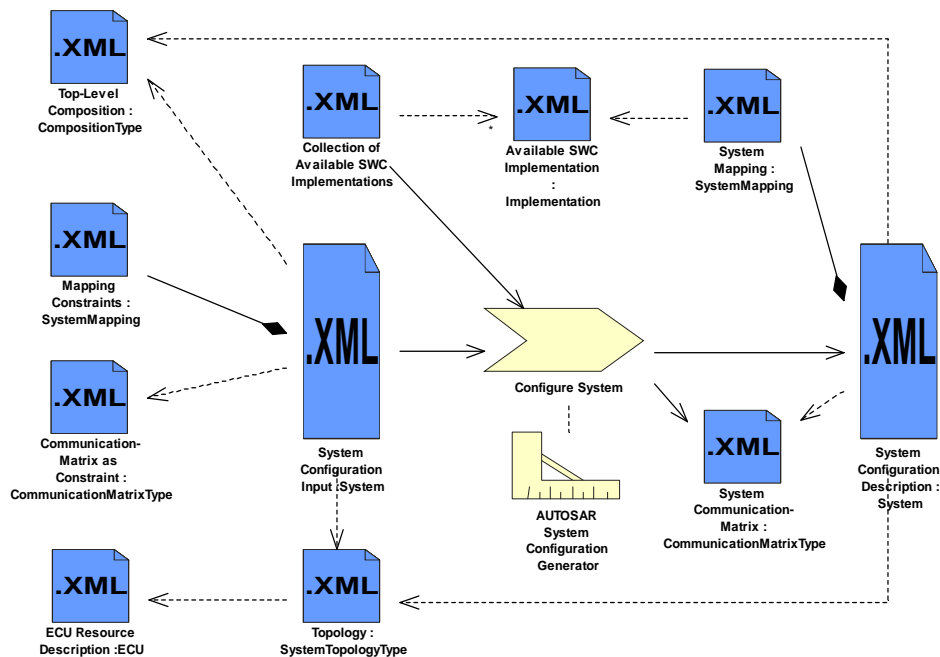 .XML
Top-Level
Composition :
CompositionType
.XML
Collection of
Available SWC
Implementations
*
.XML
Available SWC
Implementation
:
Implementation
.XML
System
Mapping :
SystemMapping
.XML
Mapping
Constraints :
SystemMapping
.XML
Communication-
Matrix as
Constraint :
CommunicationMatrixType
.XML
System
Configuration
Input :System
Configure System
AUTOSAR
System
Configuration
Generator
.XML
System
Communication-
Matrix :
CommunicationMatrixType
.XML
System
Configuration
Description :
System
.XML
ECU Resource
Description :ECU
.XML
Topology :
SystemTopologyType